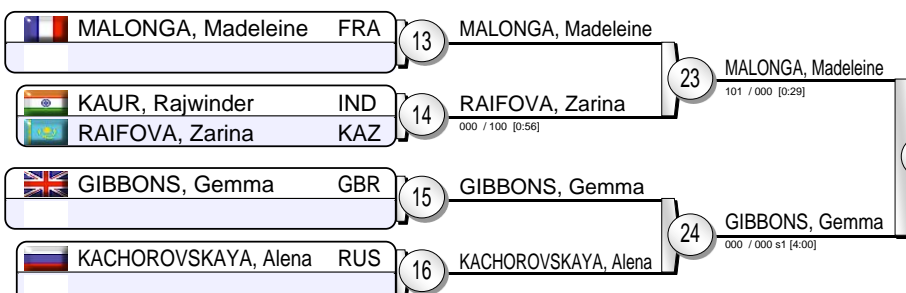 MALONGA, Madeleine FRA
13
MALONGA, Madeleine
23
MALONGA, Madeleine
101 / 000 [0:29]
KAUR, Rajwinder IND
RAIFOVA, Zarina KAZ
14
RAIFOVA, Zarina
000 / 100 [0:56]
GIBBONS, Gemma GBR
15
GIBBONS, Gemma
24
GIBBONS, Gemma
000 / 000 s1 [4:00]
KACHOROVSKAYA, Alena RUS
16
KACHOROVSKAYA, Alena